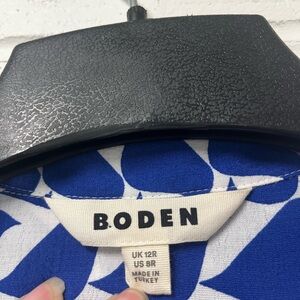 BODEN
UK 12R
US 8R
MADE IN
TURKEY